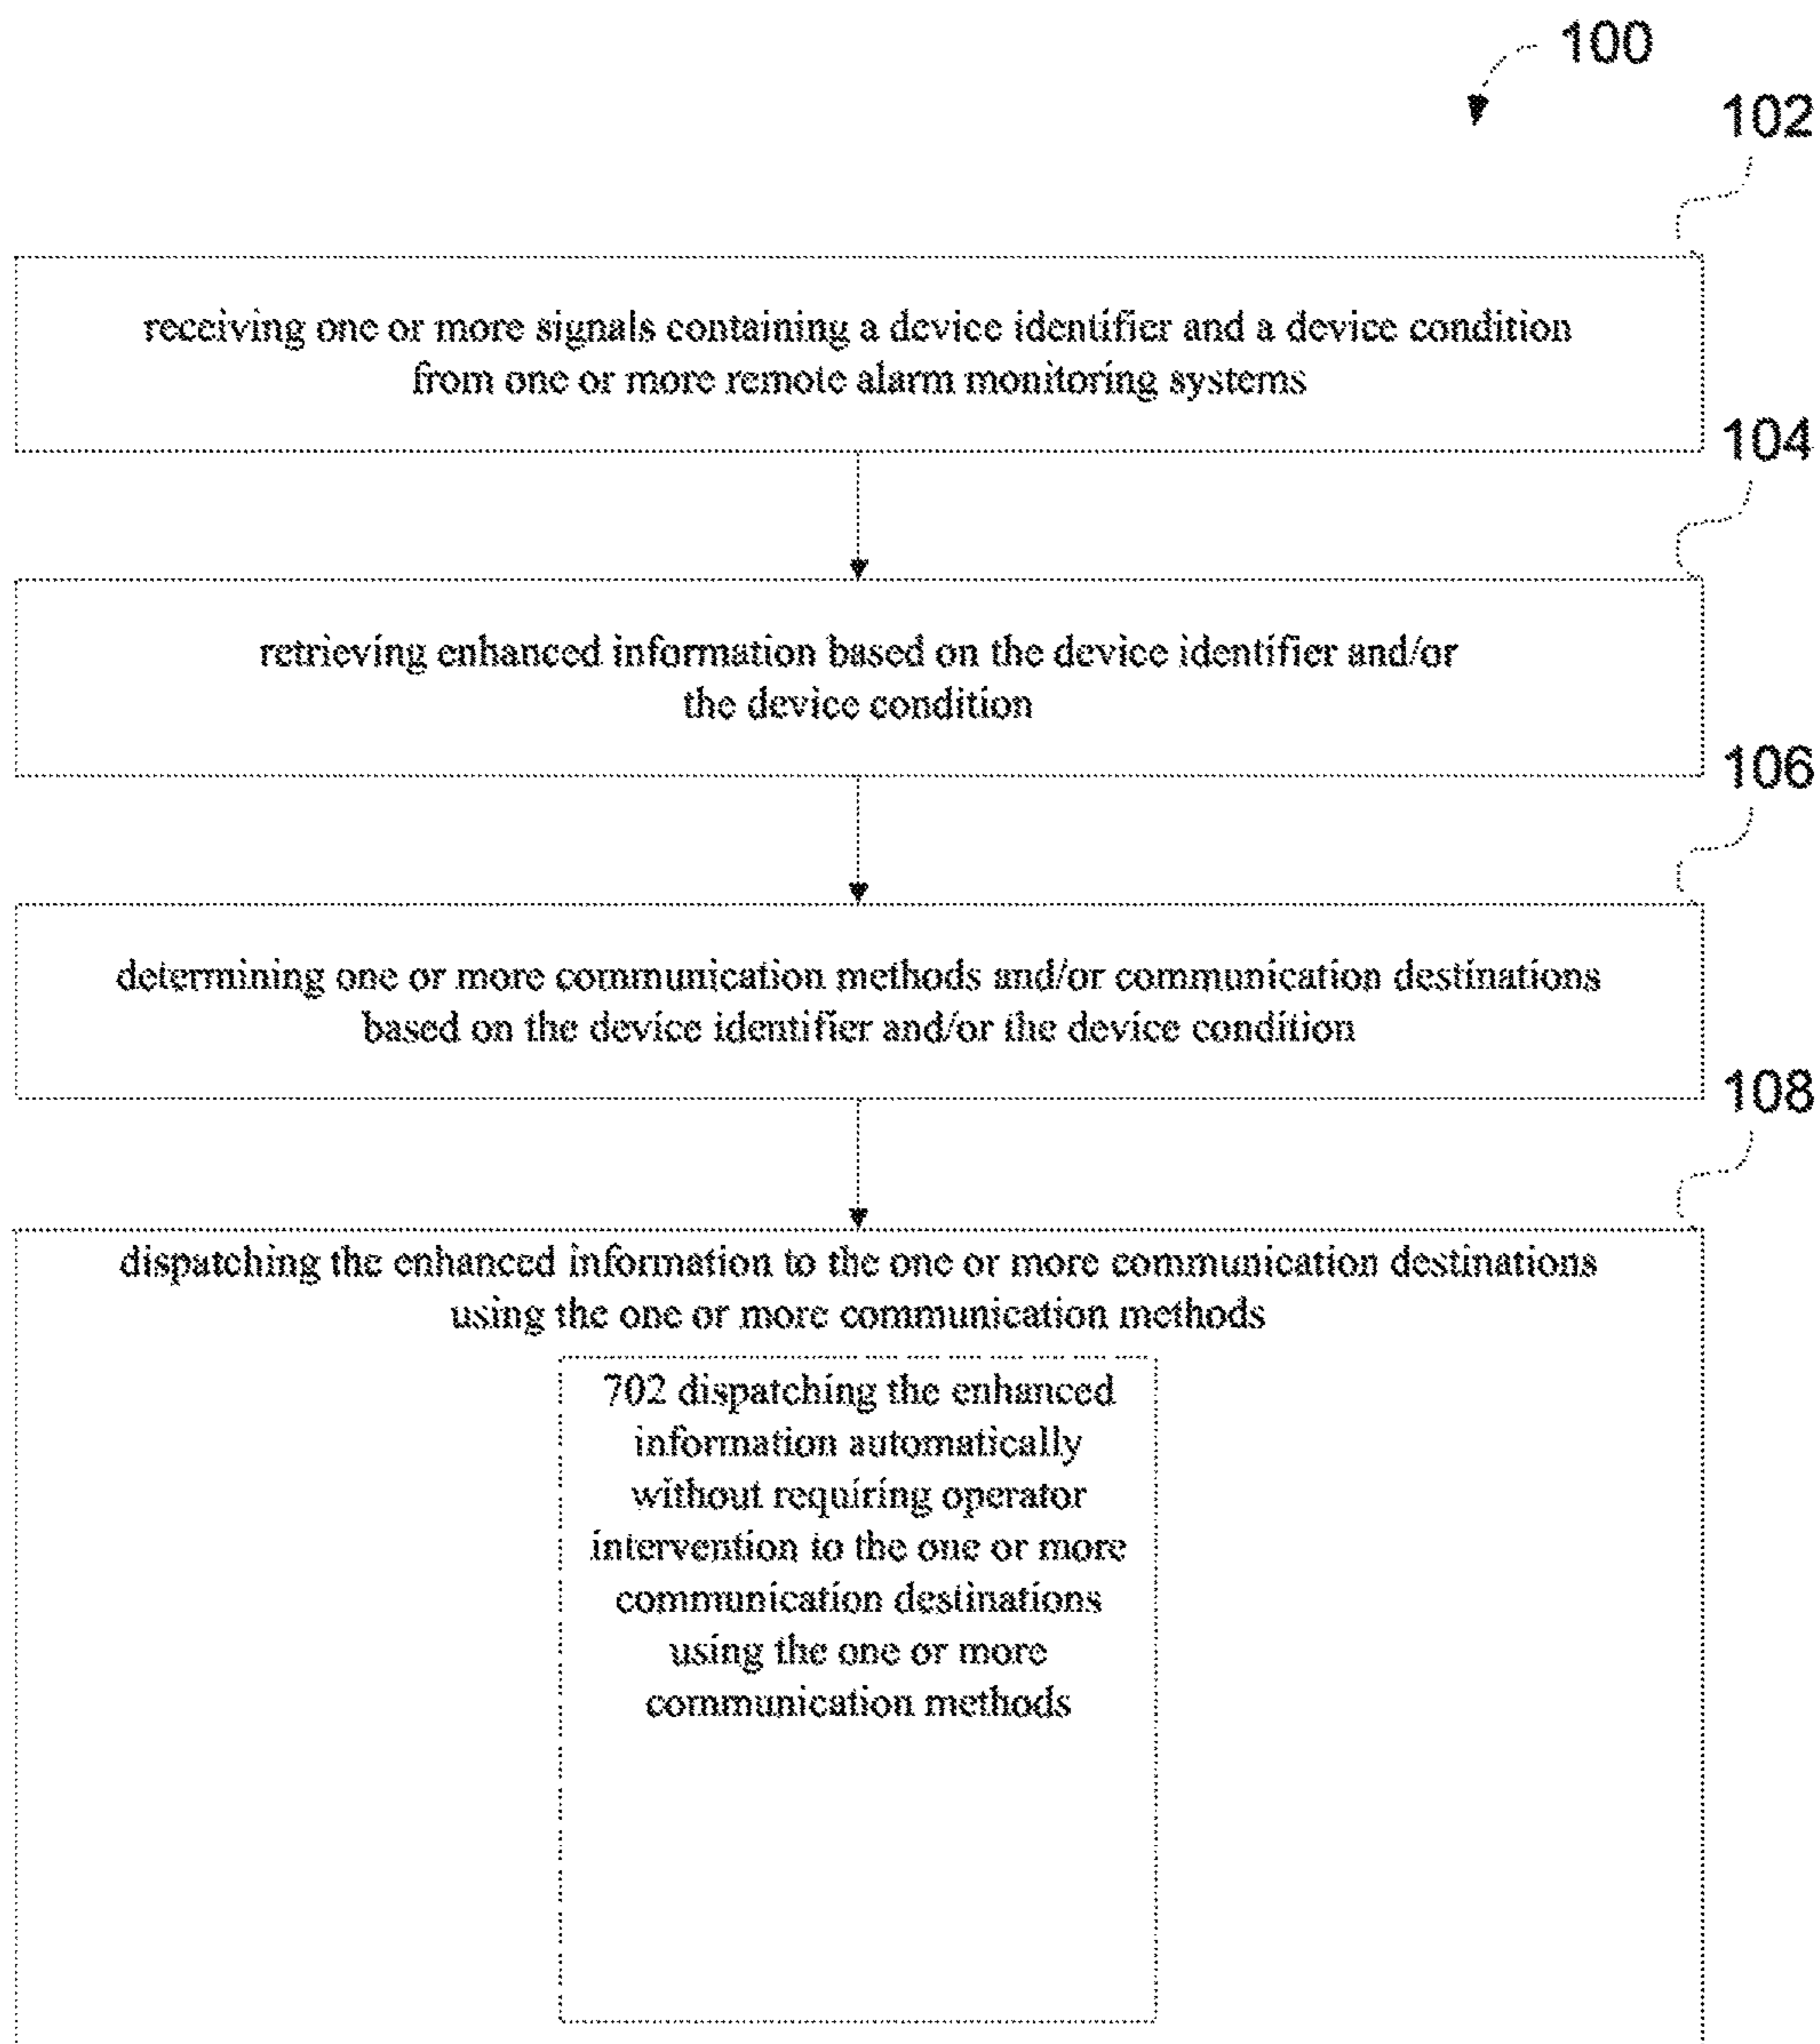 100
102
receiving one or more signals containing a device identifier and a device condition
from one or more remote alarm monitoring systems
104
retrieving enhanced information based on the device identifier and/or
the device condition
106
determining one or more communication methods and/or communication destinations
based on the device identifier and/or the device condition
108
dispatching the enhanced information to the one or more communication destinations
using the one or more communication methods
702 dispatching the enhanced
information automatically
without requiring operator
intervention to the one or more
communication destinations
using the one or more
communication methods